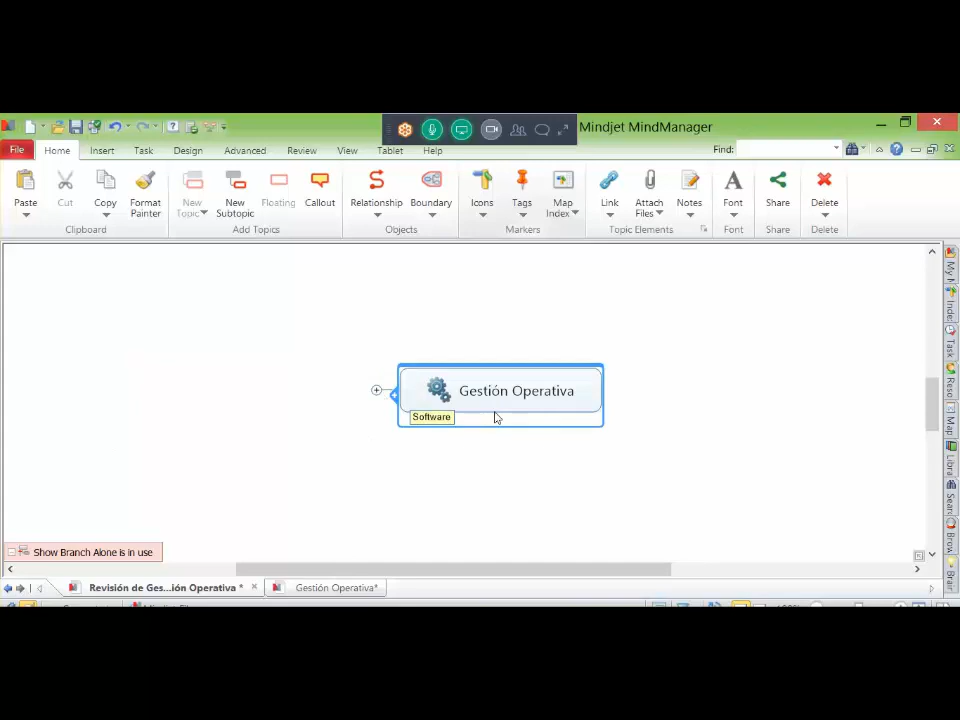 Mindjet MindManager
File Home Insert Task Design Advanced Review View Tablet Help Find:
Paste Cut Copy Format Painter New Topic New Subtopic Floating Callout Relationship Boundary Icons Tags Map Index Link Attach Files Notes Font Share Delete
Clipboard Add Topics Objects Markers Topic Elements Font Share Delete
Gestión Operativa
Software
Show Branch Alone is in use
Revisión de Ges...ión Operativa * Gestión Operativa*